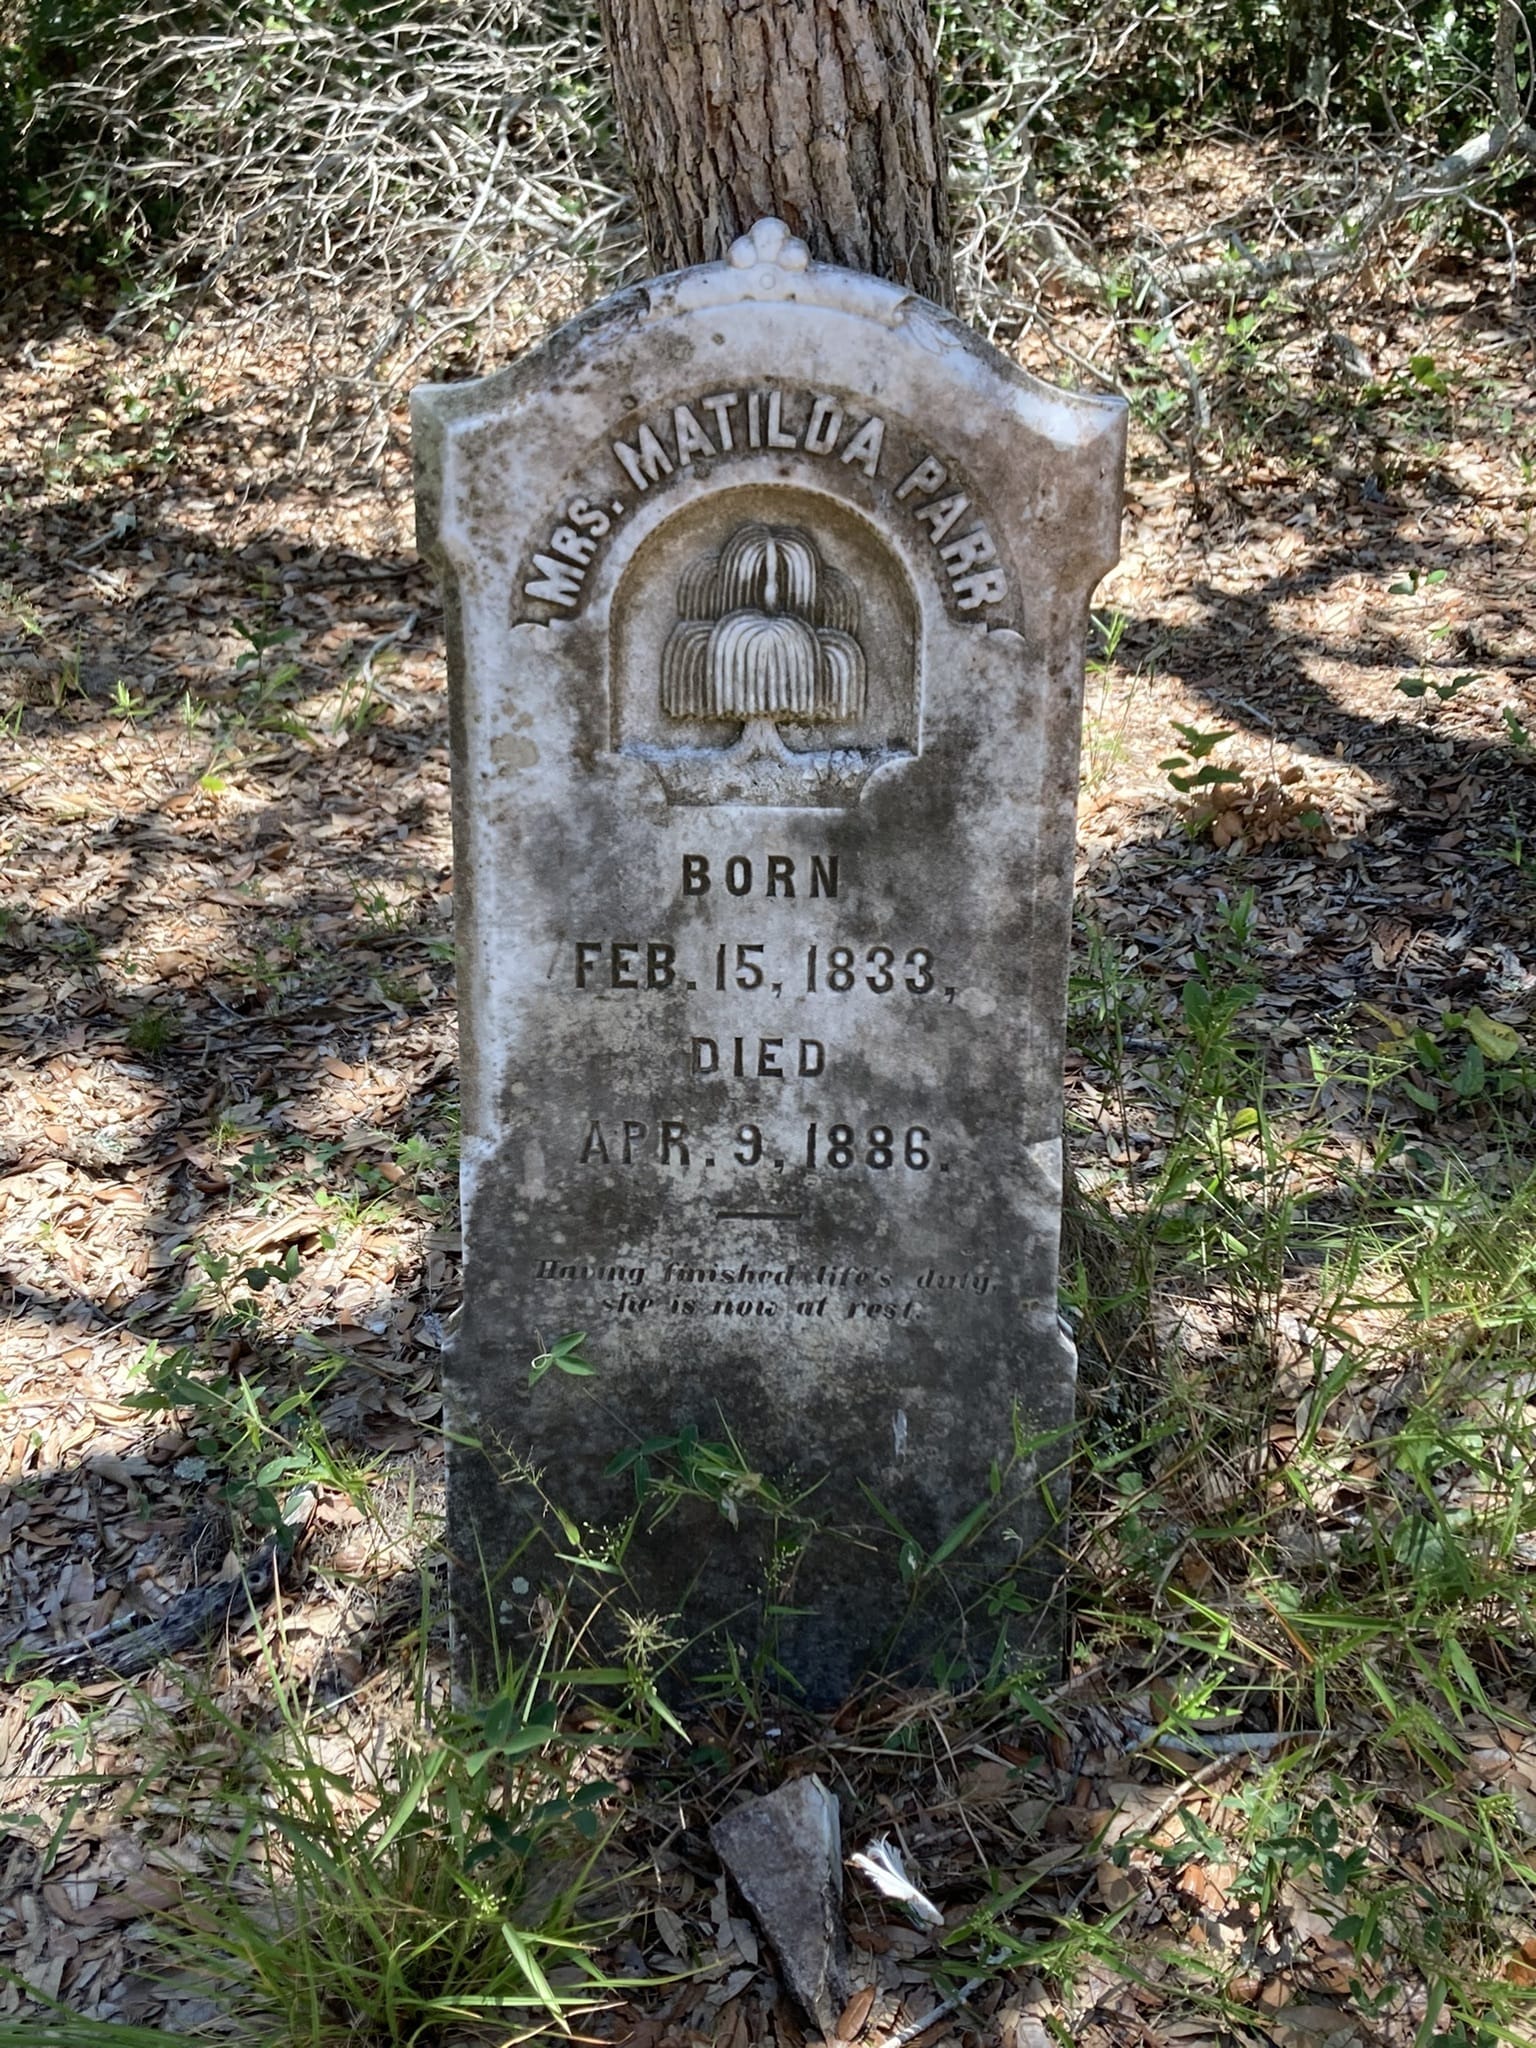 MRS. MATILDA PARR
BORN
FEB. 15, 1833,
DIED
APR. 9, 1886.
Having finished life's duty,
she is now at rest.